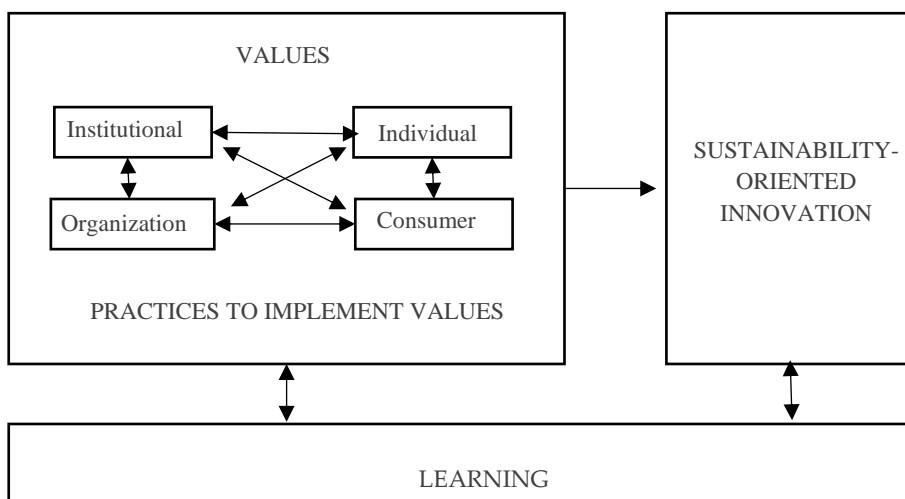 VALUES
Institutional
Individual
Organization
Consumer
PRACTICES TO IMPLEMENT VALUES
SUSTAINABILITY-
ORIENTED
INNOVATION
LEARNING